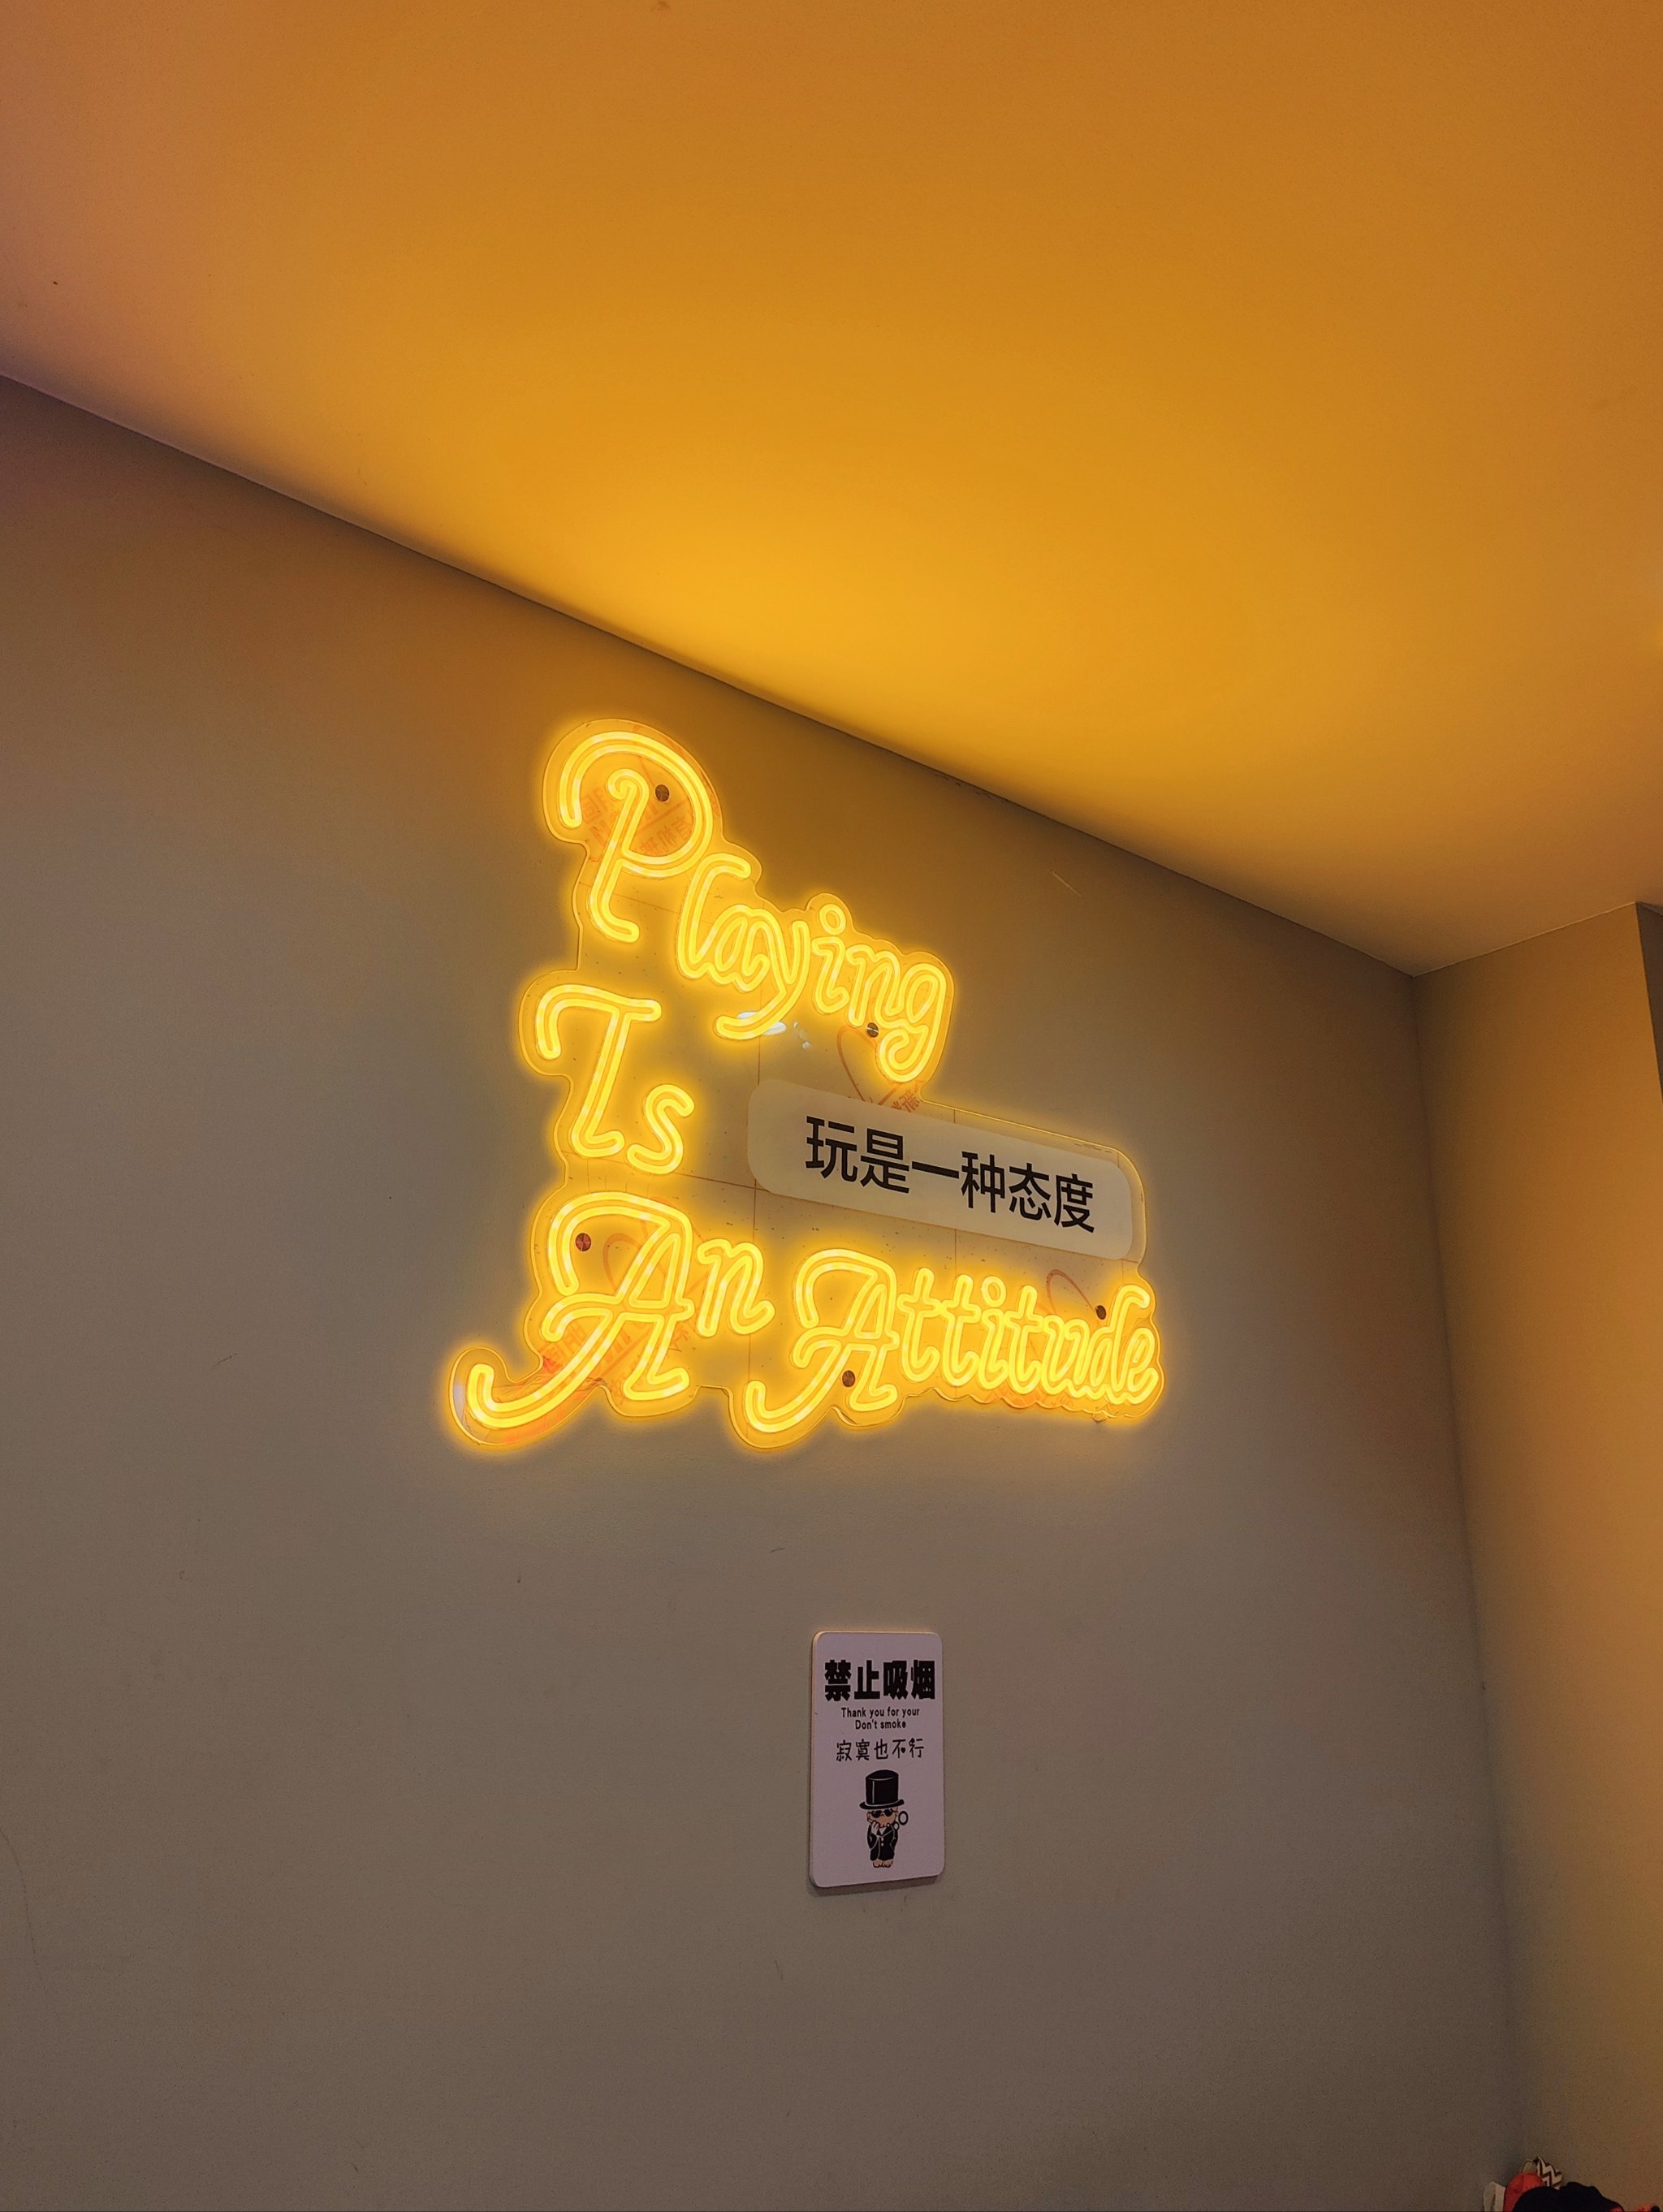 Playing
Is
玩是一种态度
An Attitude
禁止吸烟
Thank you for your
Don't smoke
寂寞也不行